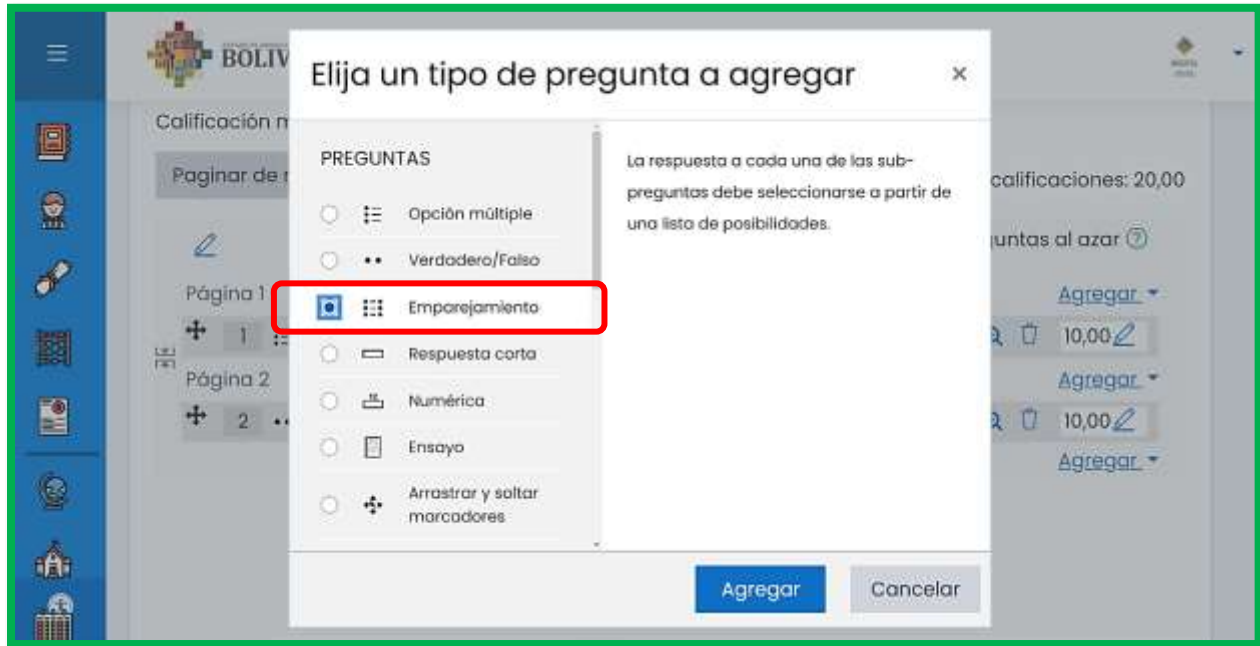 BOLIV
Elija un tipo de pregunta a agregar
×
Calificación m
Paginar de r
calificaciones: 20,00
untas al azar
PREGUNTAS
Opción múltiple
Verdadero/Falso
Emparejamiento
Respuesta corta
Numérica
Ensayo
Arrastrar y soltar
marcadores
La respuesta a cada una de las sub-
preguntas debe seleccionarse a partir de
una lista de posibilidades.
Página 1
Agregar
1
10,00
Página 2
Agregar
2
10,00
Agregar
Agregar
Cancelar